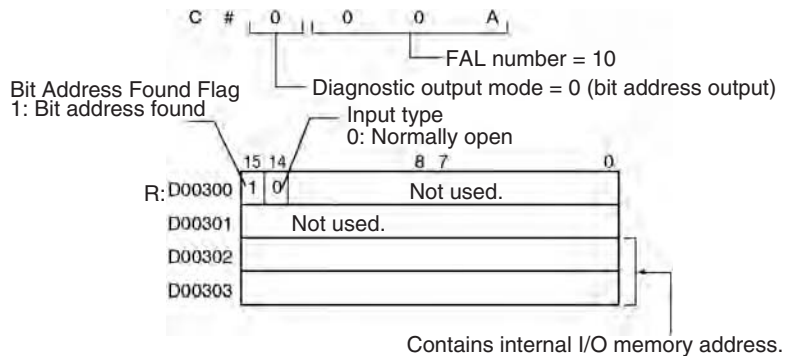 C # 0 0 0 A
FAL number = 10
Diagnostic output mode = 0 (bit address output)
Bit Address Found Flag
1: Bit address found
Input type
0: Normally open
15 14 8 7 0
R: D00300 1 0 Not used.
D00301 Not used.
D00302
D00303
Contains internal I/O memory address.